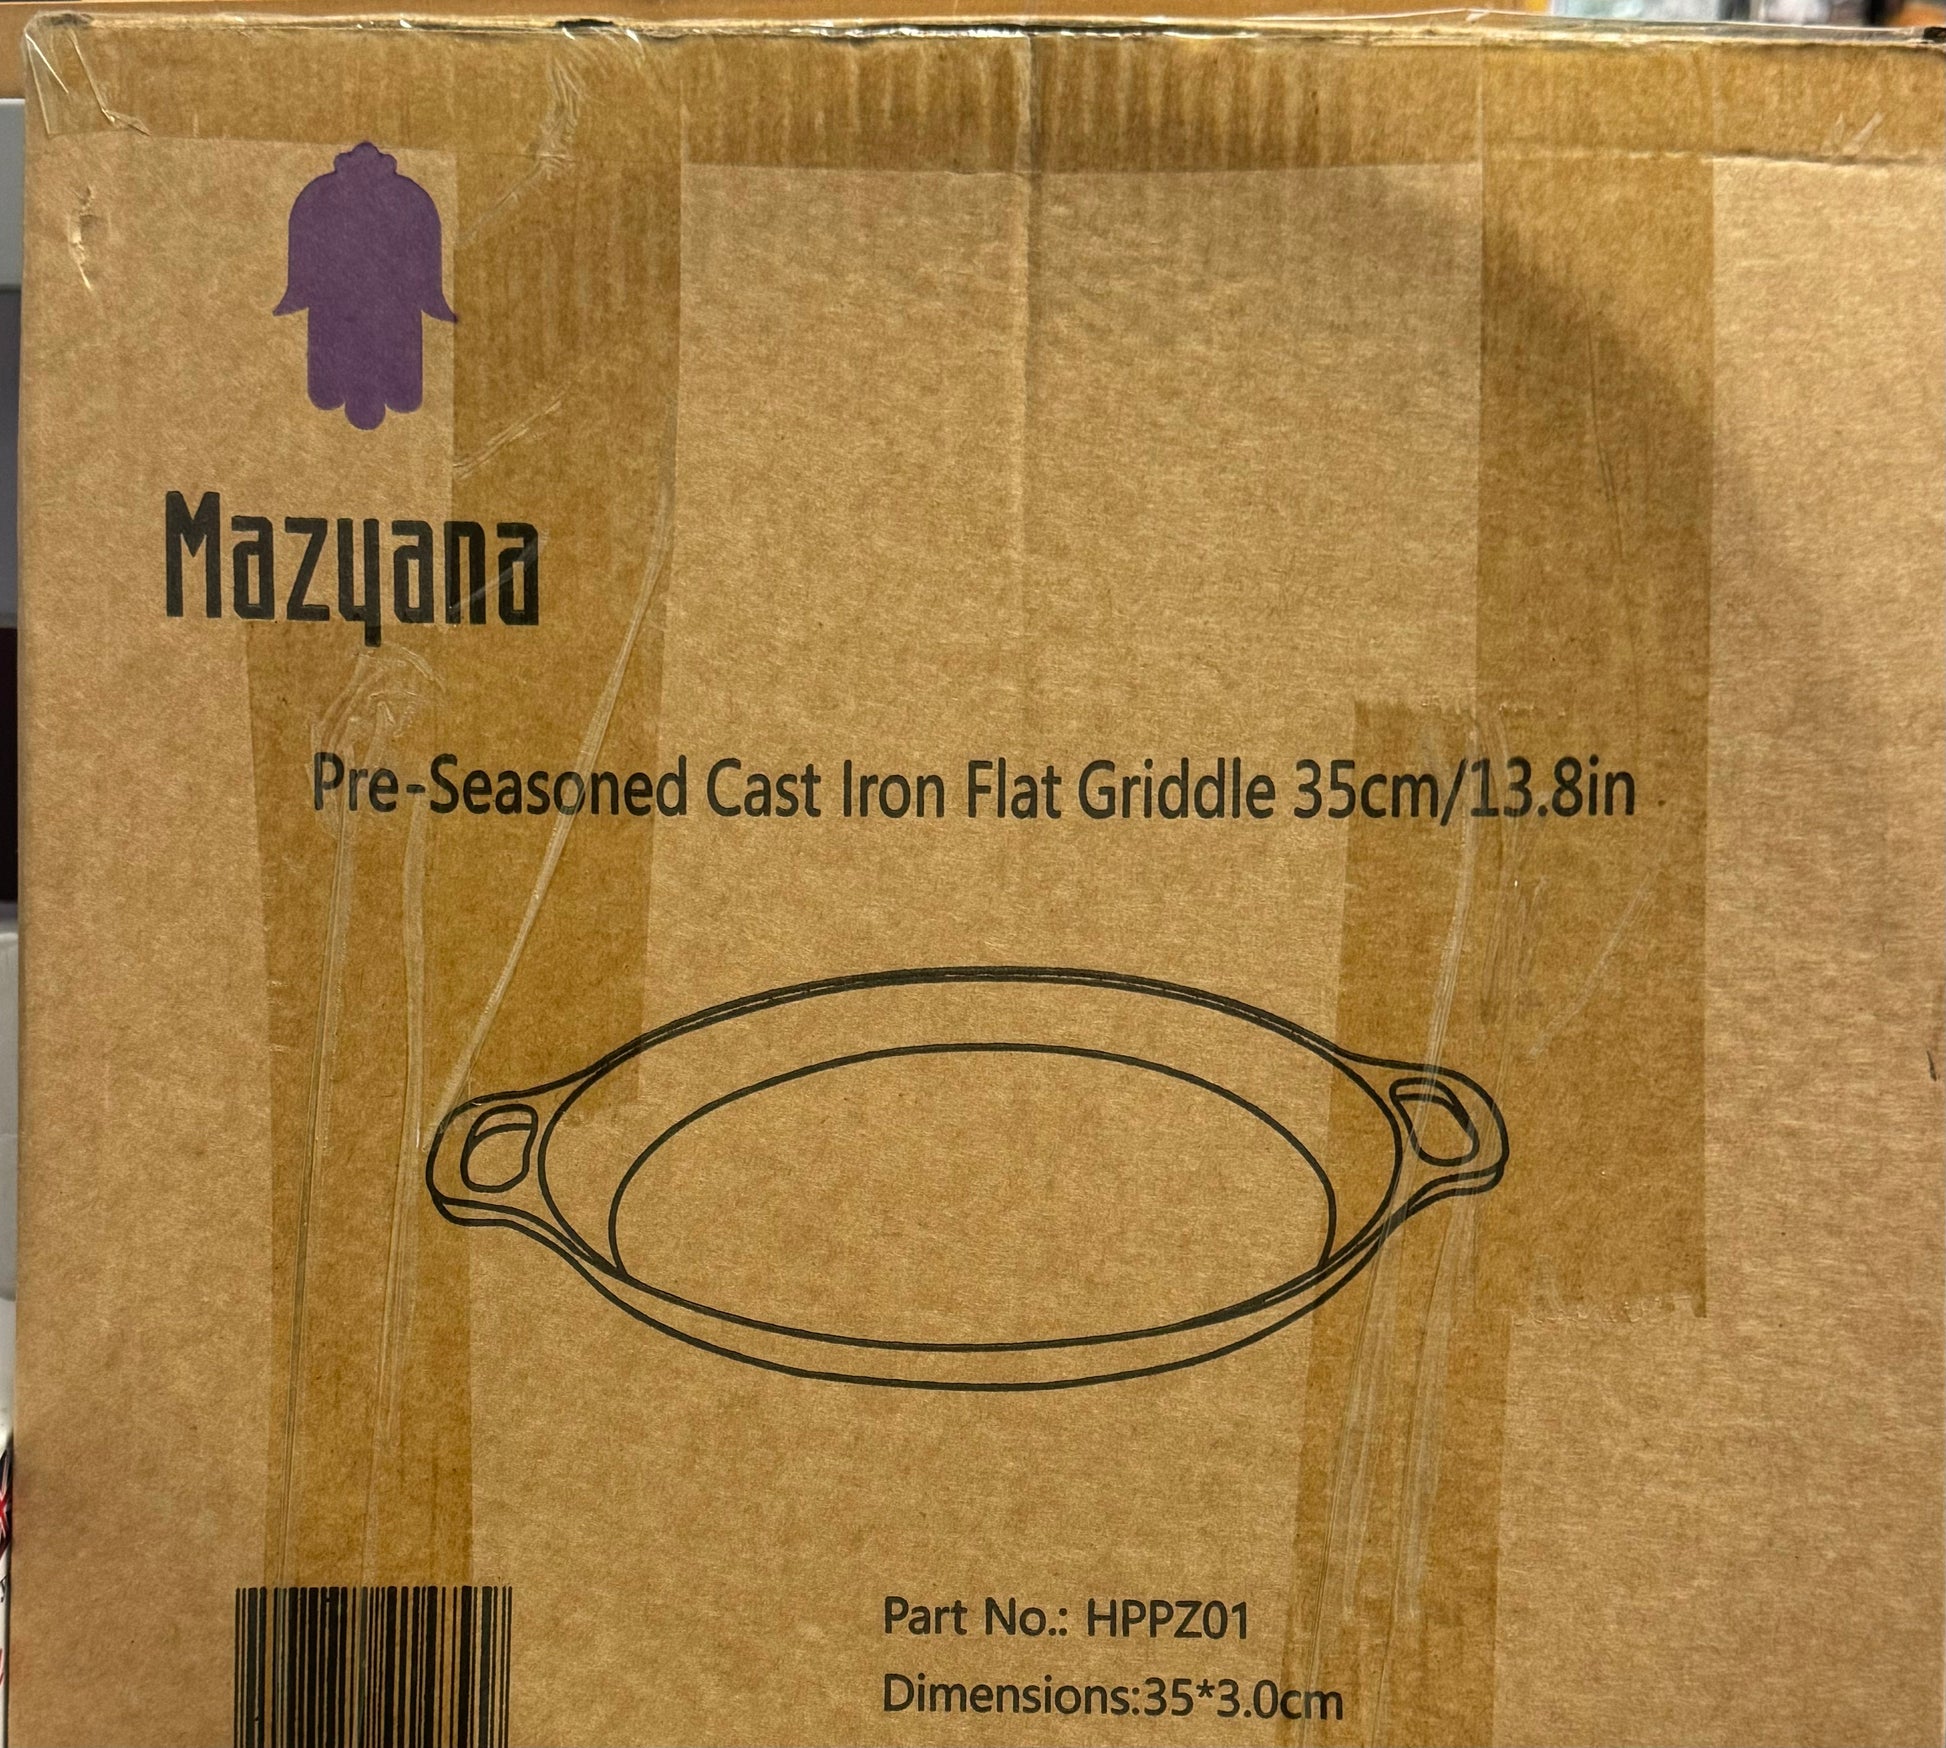 Mazyana
Pre-Seasoned Cast Iron Flat Griddle 35cm/13.8in
Part No.: HPPZ01
Dimensions:35*3.0cm